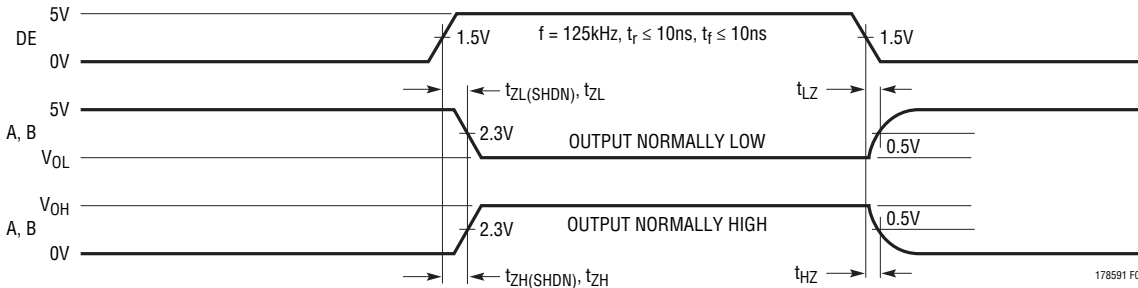 5V
DE
0V
1.5V
f = 125kHz, tr ≤ 10ns, tf ≤ 10ns
1.5V
tZL(SHDN), tZL
tLZ
5V
A, B
VOL
2.3V
OUTPUT NORMALLY LOW
0.5V
VOH
A, B
0V
2.3V
OUTPUT NORMALLY HIGH
0.5V
tZH(SHDN), tZH
tHZ
178591 F0